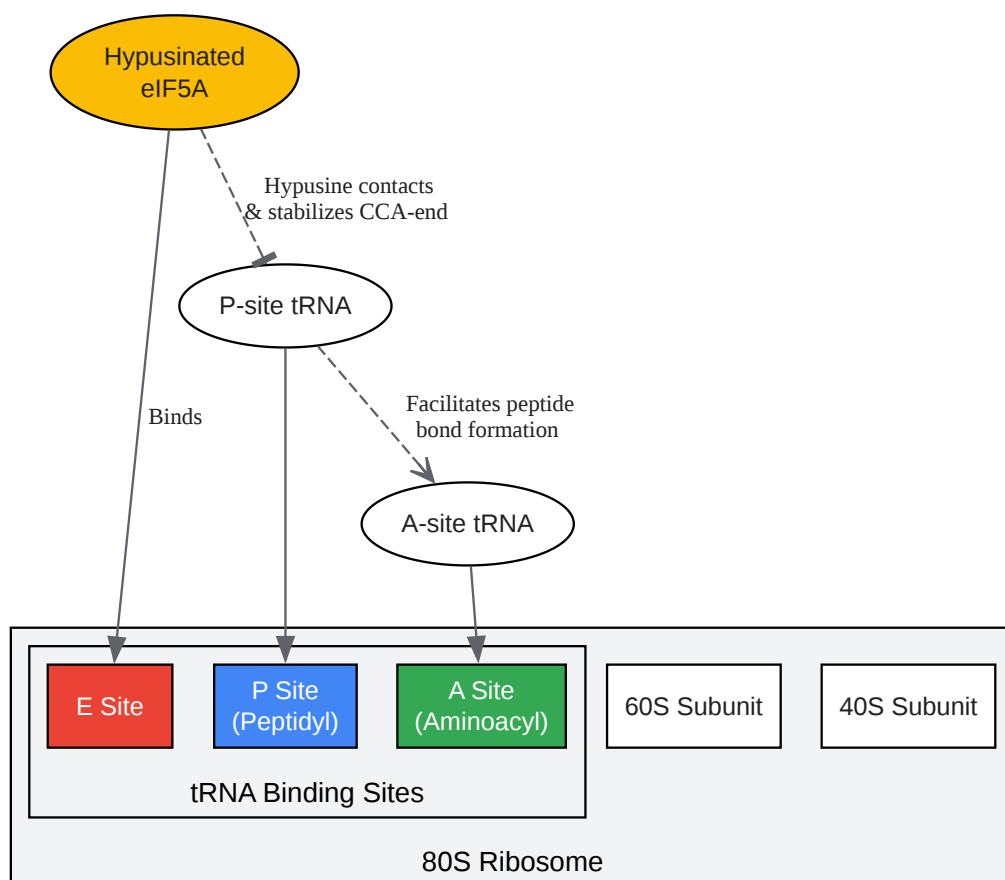 Hypusinated
eIF5A
Hypusine contacts
& stabilizes CCA-end
P-site tRNA
Binds
Facilitates peptide
bond formation
A-site tRNA
E Site
P Site
(Peptidyl)
A Site
(Aminoacyl)
60S Subunit
40S Subunit
tRNA Binding Sites
80S Ribosome